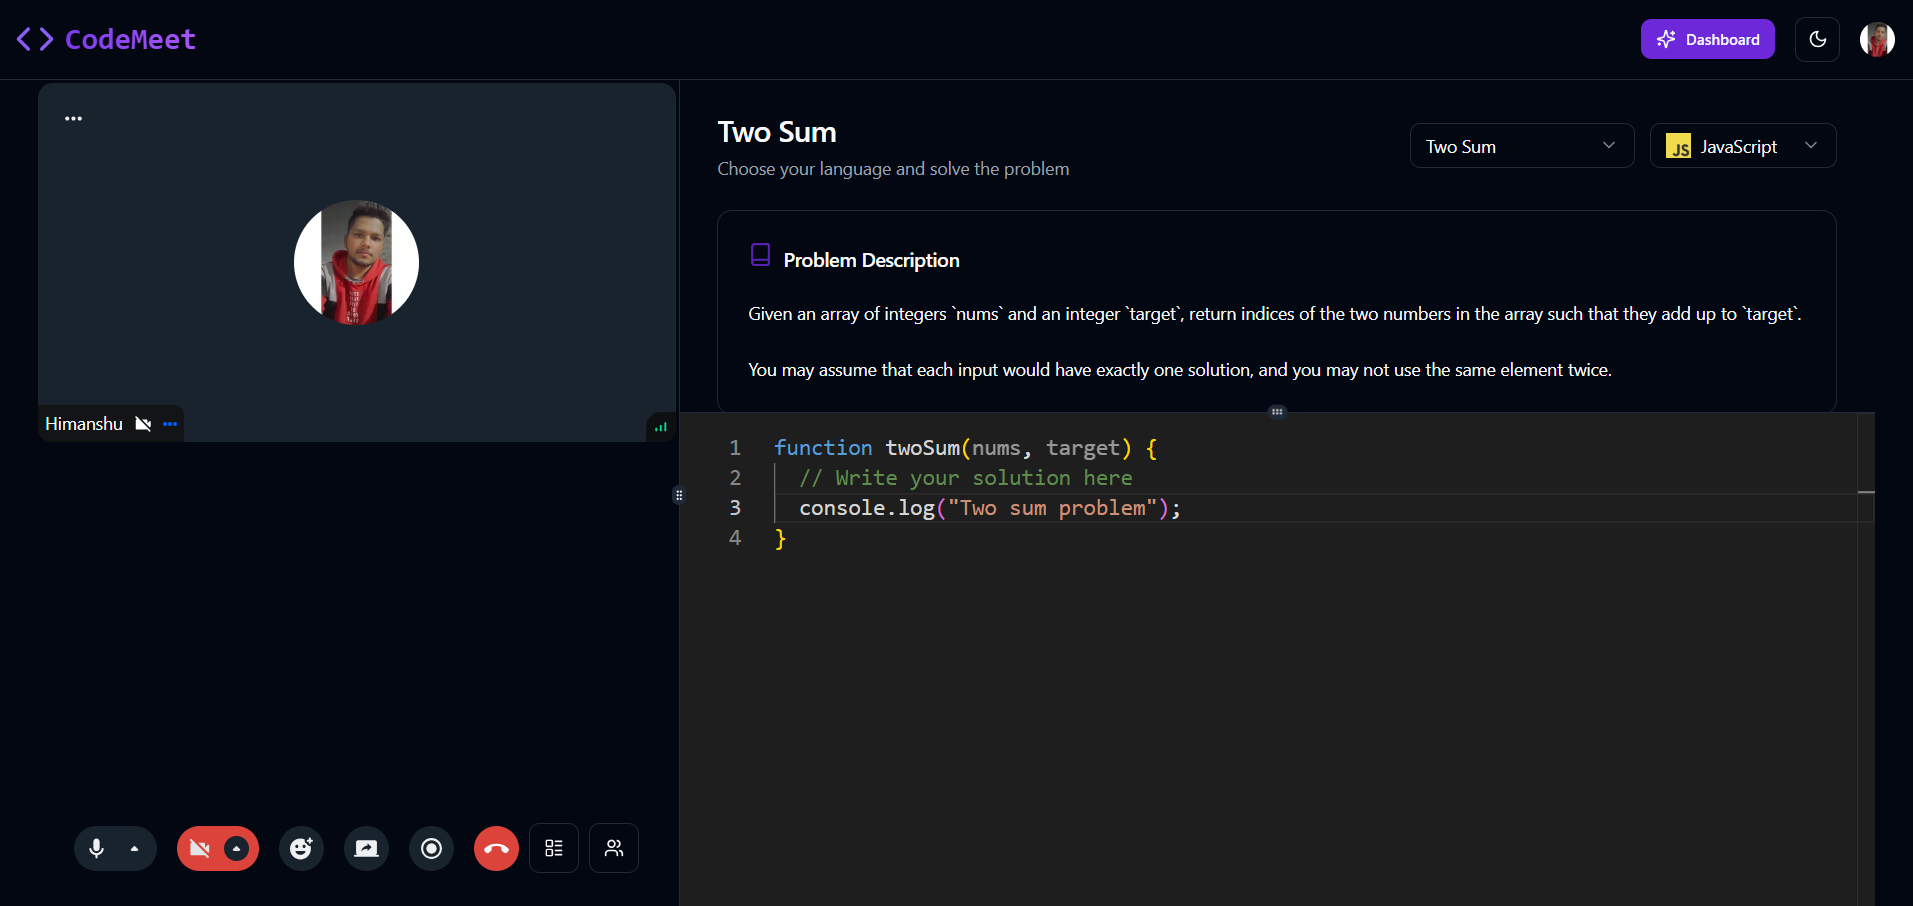 CodeMeet
Dashboard
Himanshu
Two Sum
Choose your language and solve the problem
Two Sum
JS JavaScript
Problem Description
Given an array of integers `nums` and an integer `target`, return indices of the two numbers in the array such that they add up to `target`.
You may assume that each input would have exactly one solution, and you may not use the same element twice.
1 function twoSum(nums, target) {
2 // Write your solution here
3 console.log("Two sum problem");
4 }